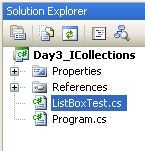 Solution Explorer
Day3_ICollections
Properties
References
ListBoxTest.cs
Program.cs